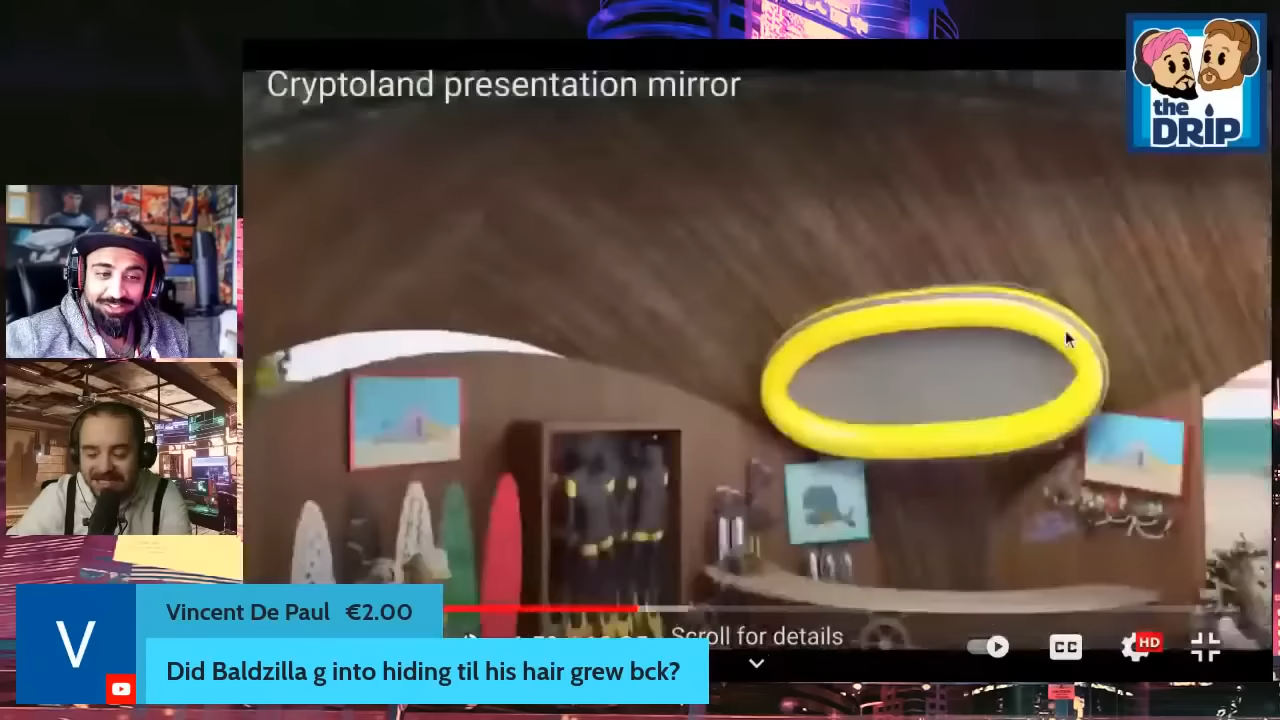 Cryptoland presentation mirror
the
DRIP
Scroll for details
CC
HD
V
Vincent De Paul €2.00
Did Baldzilla g into hiding til his hair grew bck?